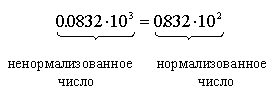 0.0832·10³ = 0.832·10²
ненормализованное нормализованное
число число